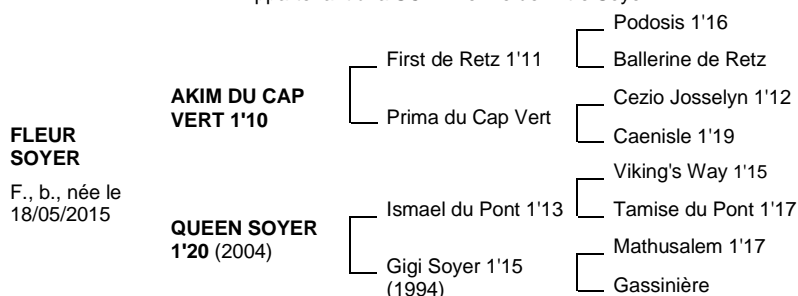 Appartenant à la
FLEUR SOYER
F., b., née le
18/05/2015
AKIM DU CAP
VERT 1'10
QUEEN SOYER
1'20 (2004)
First de Retz 1'11
Prima du Cap Vert
Ismael du Pont 1'13
Gigi Soyer 1'15
(1994)
Podosis 1'16
Ballerine de Retz
Cezio Josselyn 1'12
Caenisle 1'19
Viking's Way 1'15
Tamise du Pont 1'17
Mathusalem 1'17
Gassinière